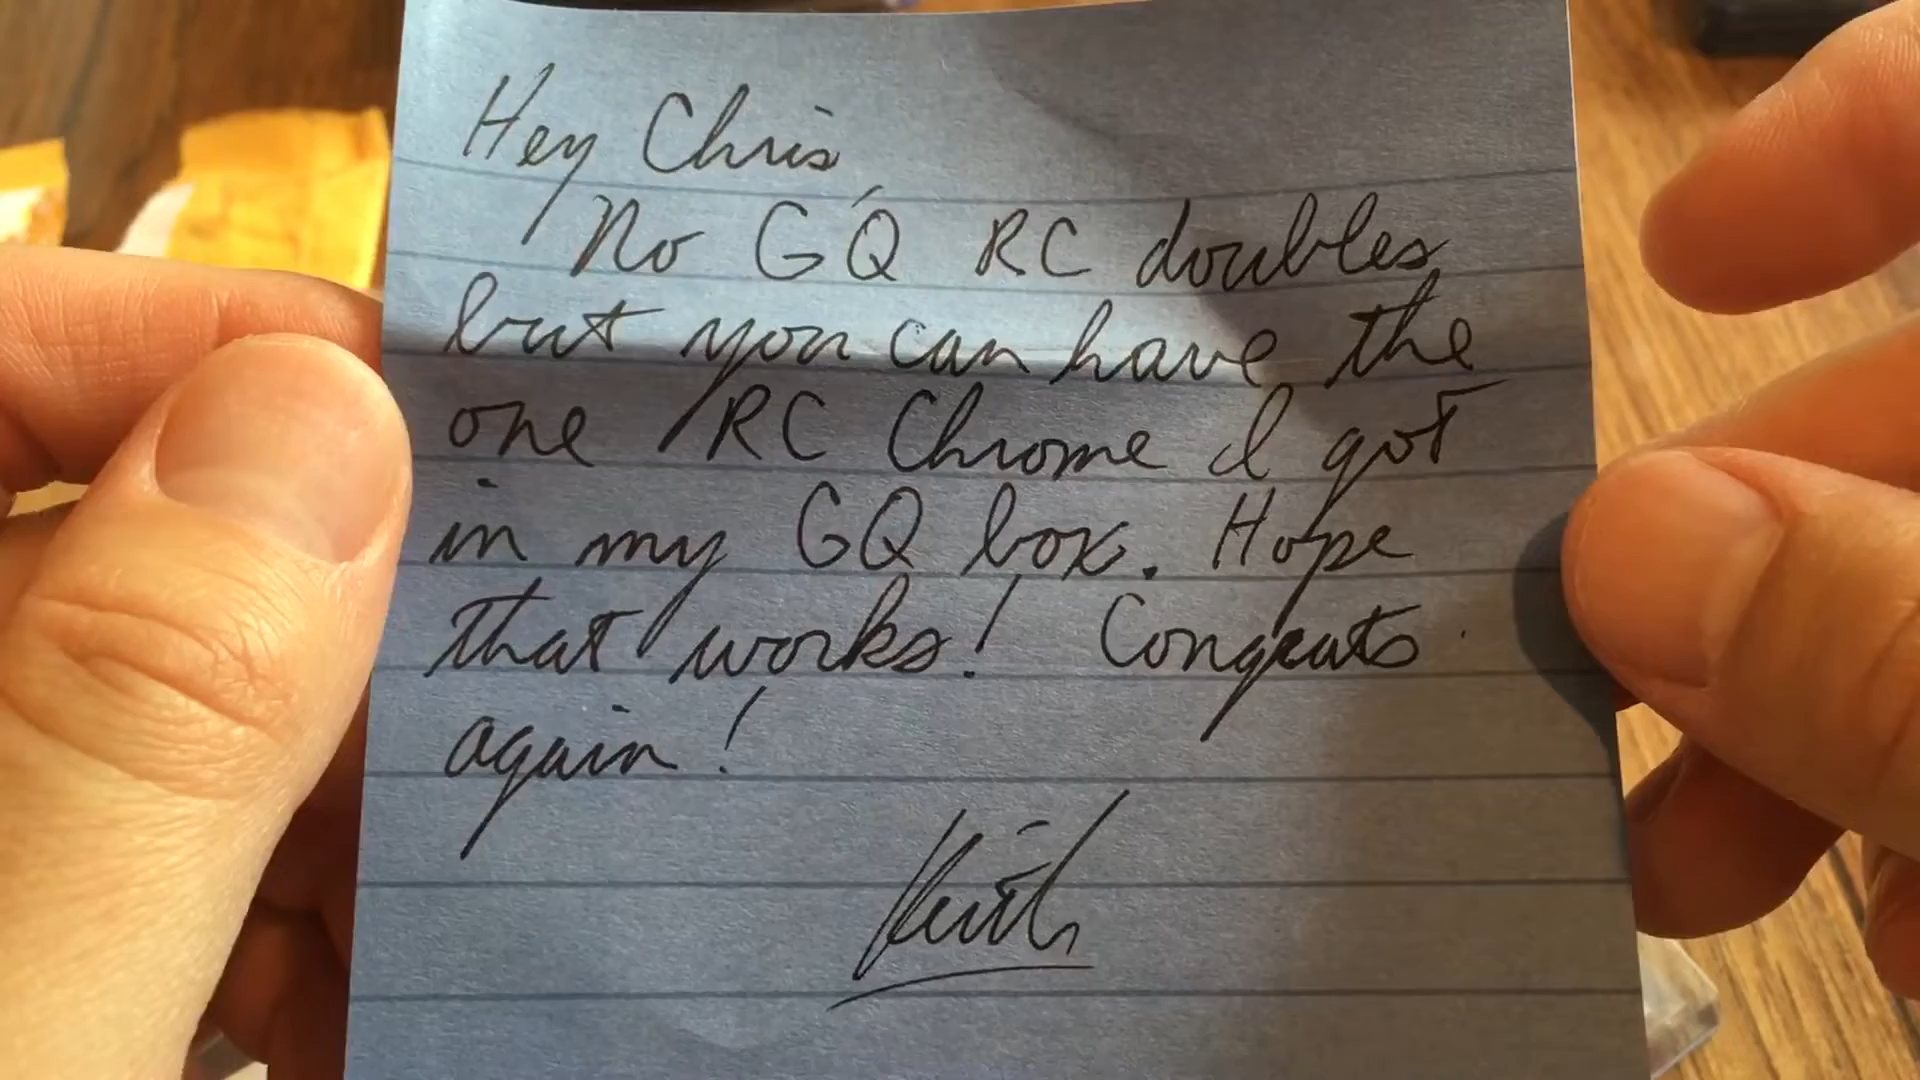 Hey Chris,
No GQ RC doubles,
but you can have the
one RC Chrome I got
in my GQ box. Hope
that works! Congrats
again!
Keith